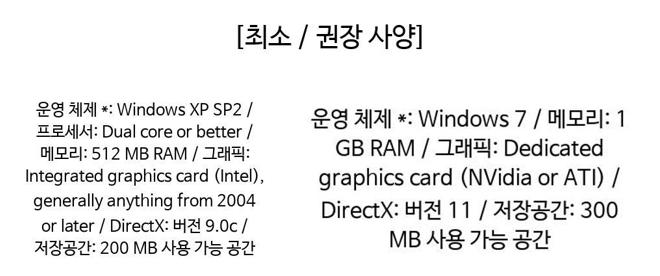 [최소 / 권장 사양]
운영 체제 *: Windows XP SP2 /
프로세서: Dual core or better /
메모리: 512 MB RAM / 그래픽:
Integrated graphics card (Intel),
generally anything from 2004
or later / DirectX: 버전 9.0c /
저장공간: 200 MB 사용 가능 공간
운영 체제 *: Windows 7 / 메모리: 1
GB RAM / 그래픽: Dedicated
graphics card (NVidia or ATI) /
DirectX: 버전 11 / 저장공간: 300
MB 사용 가능 공간